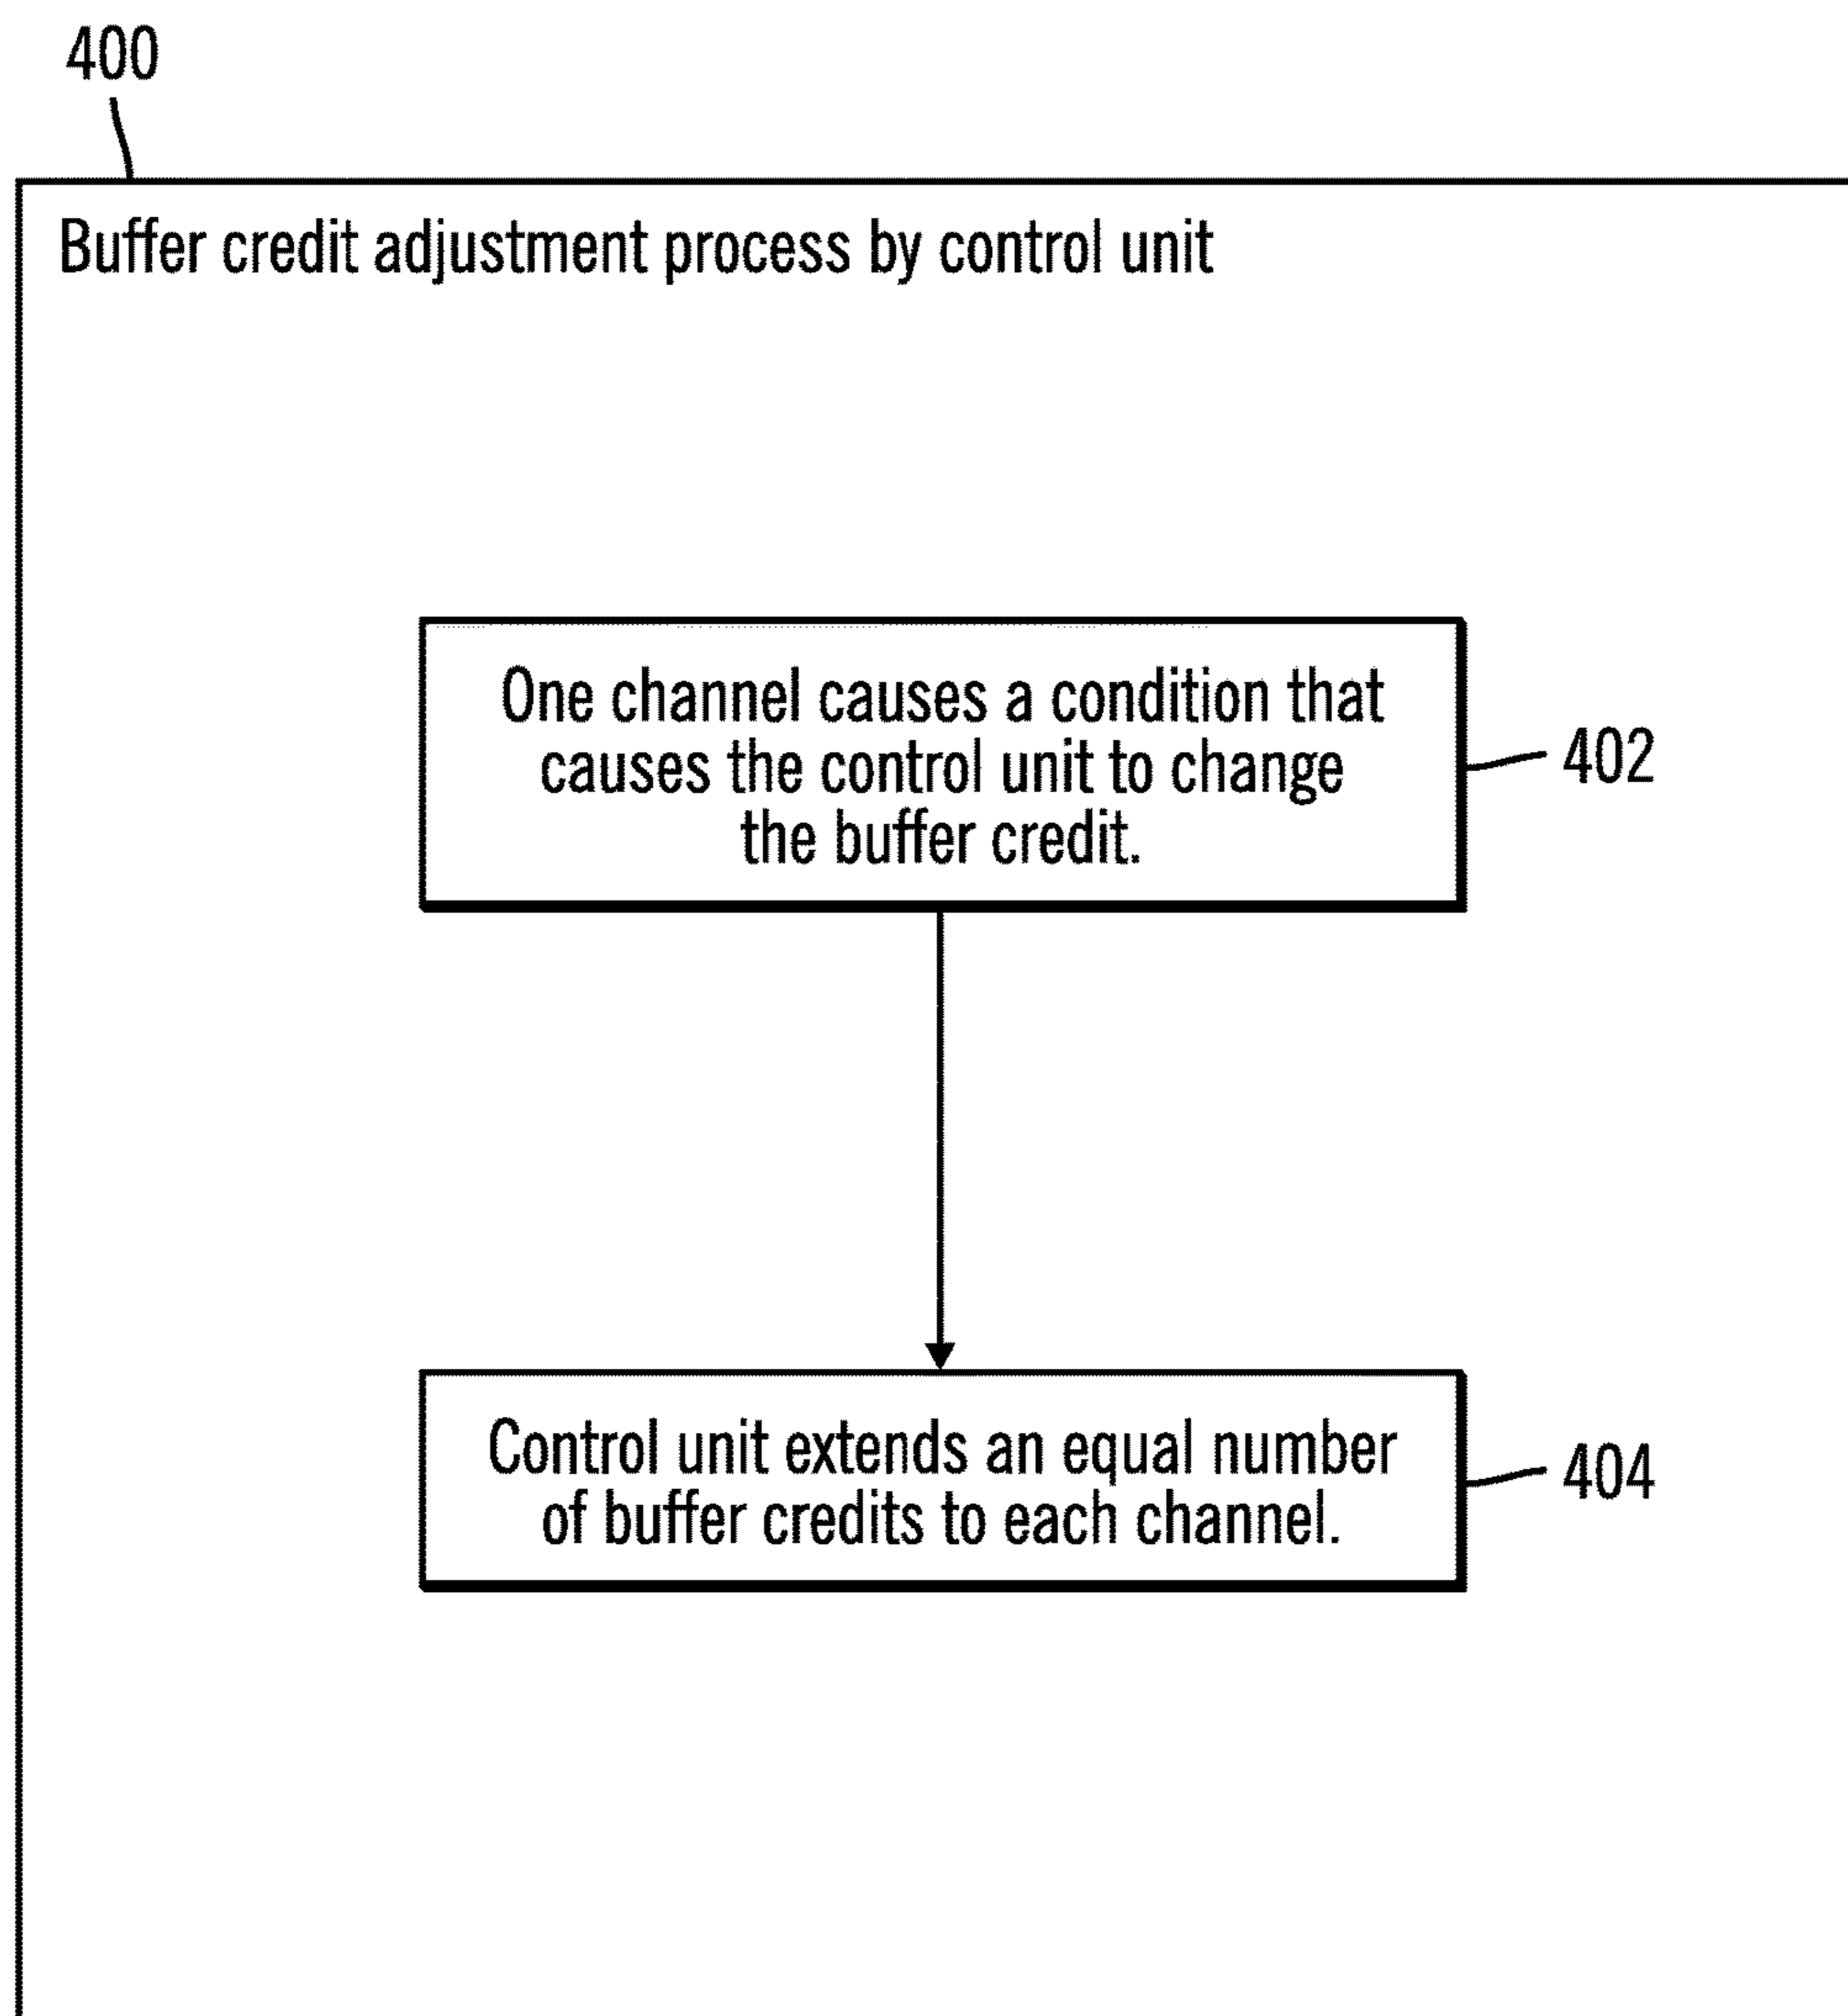 400
Buffer credit adjustment process by control unit
One channel causes a condition that
causes the control unit to change
the buffer credit.
402
Control unit extends an equal number
of buffer credits to each channel.
404